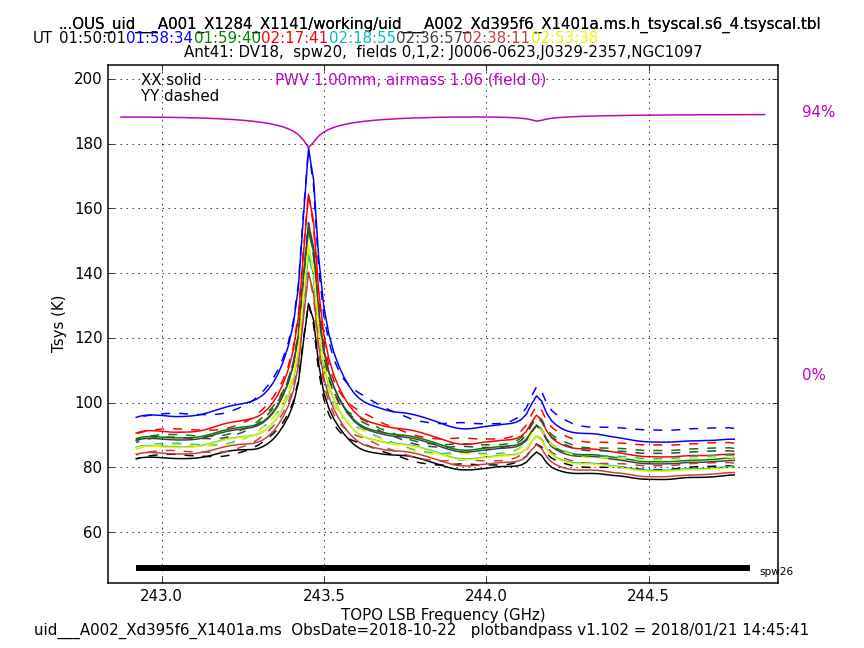 ...OUS_uid___A001_X1284_X1141/working/uid___A002_Xd395f6_X1401a.ms.h_tsyscal.s6_4.tsyscal.tbl
UT 01:50:01 01:58:34 01:59:40 02:17:41 02:18:55 02:36:57 02:38:11 02:53:38
Ant41: DV18, spw20, fields 0,1,2: J0006-0623,J0329-2357,NGC1097
XX solid
PWV 1.00mm, airmass 1.06 (field 0)
YY dashed
94%
0%
200
180
160
140
120
100
80
60
Tsys (K)
spw26
243.0 243.5 244.0 244.5
TOPO LSB Frequency (GHz)
uid___A002_Xd395f6_X1401a.ms ObsDate=2018-10-22 plotbandpass v1.102 = 2018/01/21 14:45:41